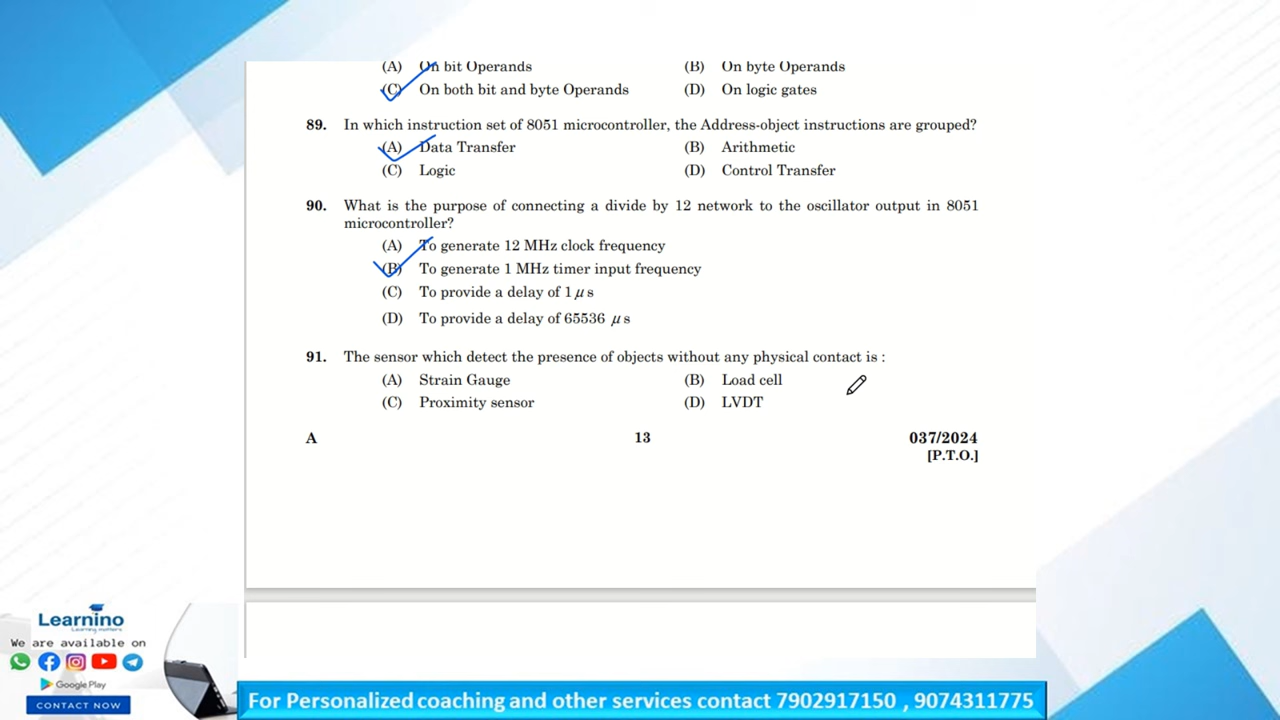 (A) On bit Operands (B) On byte Operands
(C) On both bit and byte Operands (D) On logic gates
89. In which instruction set of 8051 microcontroller, the Address-object instructions are grouped?
(A) Data Transfer (B) Arithmetic
(C) Logic (D) Control Transfer
90. What is the purpose of connecting a divide by 12 network to the oscillator output in 8051
microcontroller?
(A) To generate 12 MHz clock frequency
(B) To generate 1 MHz timer input frequency
(C) To provide a delay of 1 μs
(D) To provide a delay of 65536 μs
91. The sensor which detect the presence of objects without any physical contact is :
(A) Strain Gauge (B) Load cell
(C) Proximity sensor (D) LVDT
A 13 037/2024
[P.T.O.]
Learnino
Learning matters
We are available on
Google Play
CONTACT NOW
For Personalized coaching and other services contact 7902917150 , 9074311775